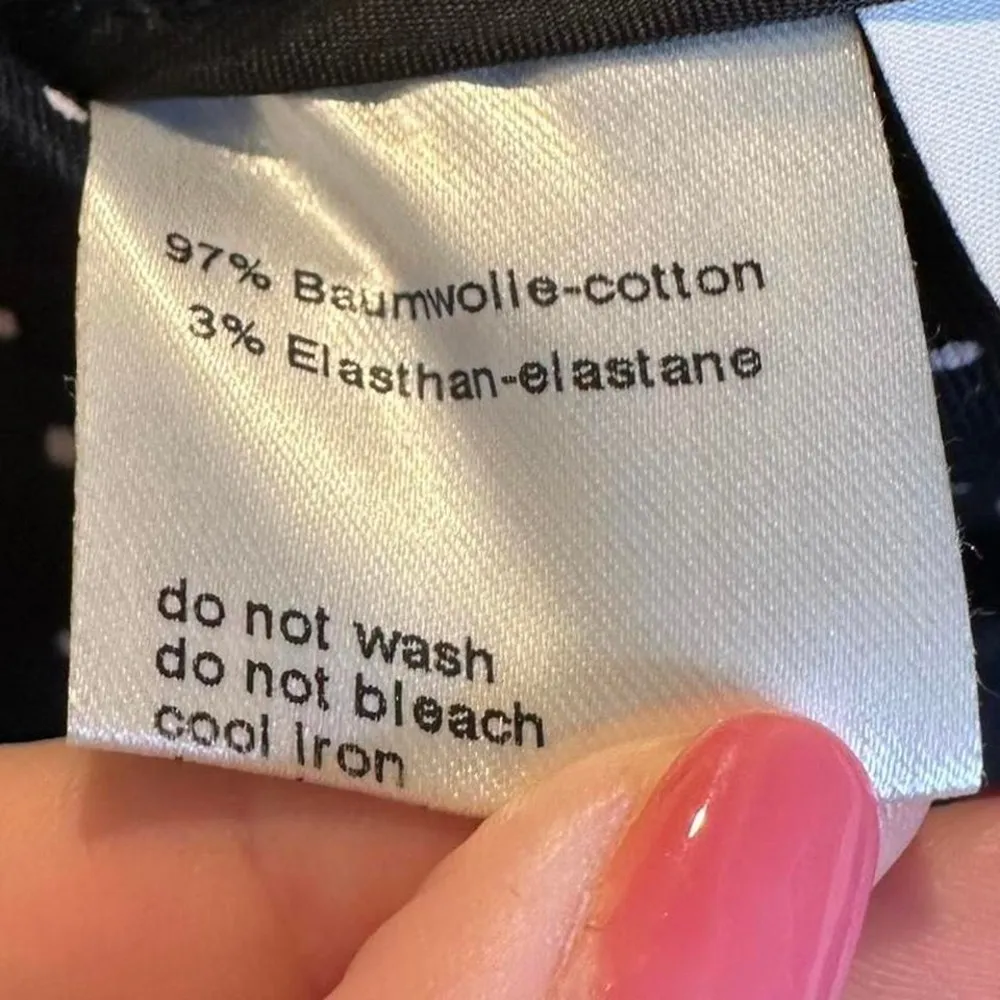 97% Baumwolle-cotton
3% Elasthan-elastane
do not wash
do not bleach
cool iron